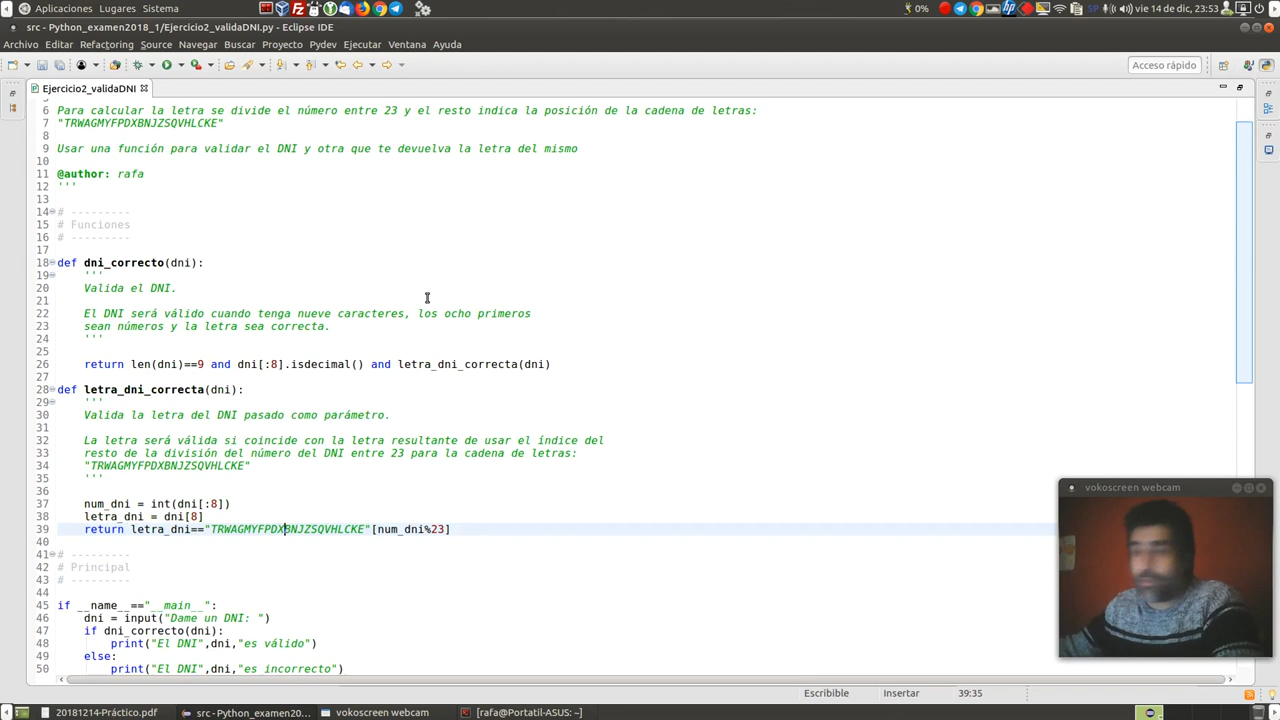 Aplicaciones Lugares Sistema
0% SP vie 14 de dic, 23:53
src - Python_examen2018_1/Ejercicio2_validaDNI.py - Eclipse IDE
Archivo Editar Refactoring Source Navegar Buscar Proyecto Pydev Ejecutar Ventana Ayuda
Acceso rápido
Ejercicio2_validaDNI
6 Para calcular la letra se divide el número entre 23 y el resto indica la posición de la cadena de letras:
7 "TRWAGMYFPDXBNJZSQVHLCKE"
8
9 Usar una función para validar el DNI y otra que te devuelva la letra del mismo
10
11 @author: rafa
12 '''
13
14 # ---------
15 # Funciones
16 # ---------
17
18 def dni_correcto(dni):
19 '''
20 Valida el DNI.
21
22 El DNI será válido cuando tenga nueve caracteres, los ocho primeros
23 sean números y la letra sea correcta.
24 '''
25
26 return len(dni)==9 and dni[:8].isdecimal() and letra_dni_correcta(dni)
27
28 def letra_dni_correcta(dni):
29 '''
30 Valida la letra del DNI pasado como parámetro.
31
32 La letra será válida si coincide con la letra resultante de usar el índice del
33 resto de la división del número del DNI entre 23 para la cadena de letras:
34 "TRWAGMYFPDXBNJZSQVHLCKE"
35 '''
36
37 num_dni = int(dni[:8])
38 letra_dni = dni[8]
39 return letra_dni=="TRWAGMYFPDXBNJZSQVHLCKE"[num_dni%23]
40
41 # ---------
42 # Principal
43 # ---------
44
45 if __name__=="__main__":
46 dni = input("Dame un DNI: ")
47 if dni_correcto(dni):
48 print("El DNI",dni,"es válido")
49 else:
50 print("El DNI",dni,"es incorrecto")
vokoscreen webcam
Escribible Insertar 39:35
20181214-Práctico.pdf src - Python_examen20... vokoscreen webcam [rafa@Portatil-ASUS: ~]